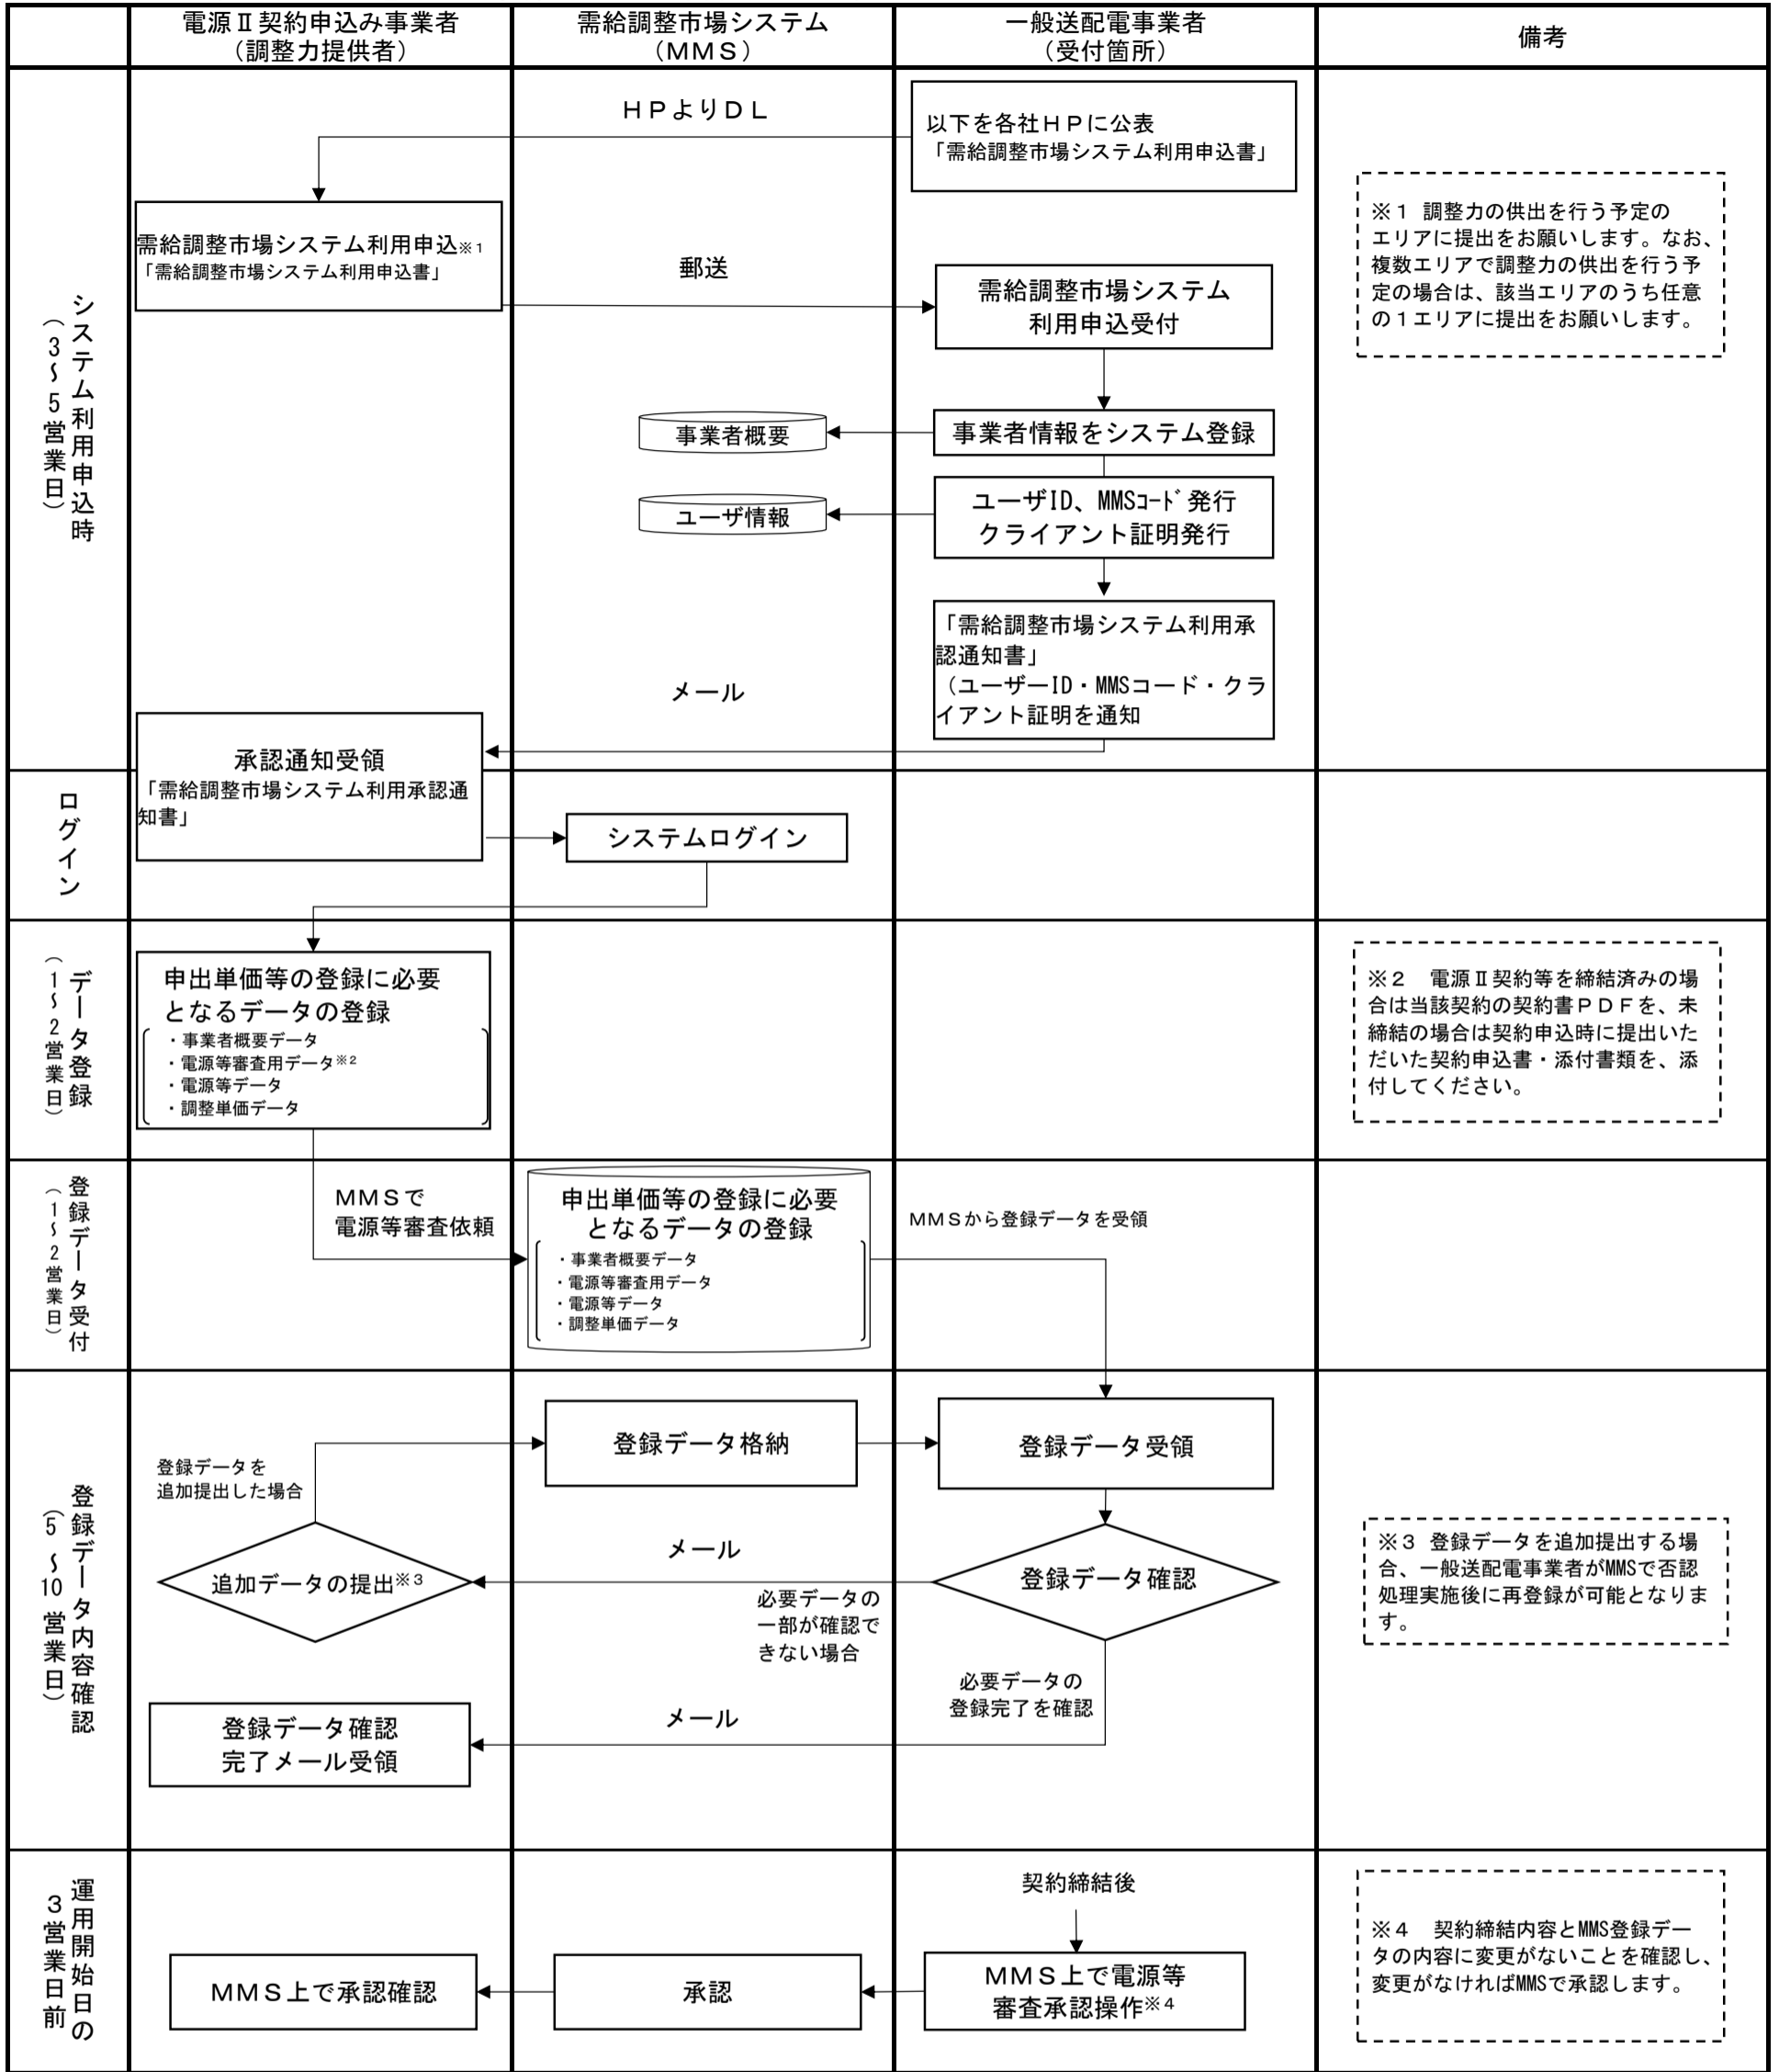 電源Ⅱ契約申込み事業者
（調整力提供者）
需給調整市場システム
（ＭＭＳ）
一般送配電事業者
（受付箇所）
備考
システム利用申込時
（３～５営業日）
ＨＰよりＤＬ
以下を各社ＨＰに公表
「需給調整市場システム利用申込書」
需給調整市場システム利用申込※１
「需給調整市場システム利用申込書」
郵送
需給調整市場システム
利用申込受付
※１ 調整力の供出を行う予定の
エリアに提出をお願いします。なお、
複数エリアで調整力の供出を行う予
定の場合は、該当エリアのうち任意
の１エリアに提出をお願いします。
事業者概要
事業者情報をシステム登録
ユーザ情報
ユーザID、MMSｺｰﾄﾞ発行
クライアント証明発行
「需給調整市場システム利用承
認通知書」
（ユーザーID・MMSコード・クラ
イアント証明を通知
メール
承認通知受領
「需給調整市場システム利用承認通
知書」
ログイン
システムログイン
データ登録
（１～２営業日）
申出単価等の登録に必要
となるデータの登録
・事業者概要データ
・電源等審査用データ※２
・電源等データ
・調整単価データ
※２　電源Ⅱ契約等を締結済みの場
合は当該契約の契約書ＰＤＦを、未
締結の場合は契約申込時に提出いた
だいた契約申込書・添付書類を、添
付してください。
登録データ受付
（１～２営業日）
ＭＭＳで
電源等審査依頼
申出単価等の登録に必要
となるデータの登録
・事業者概要データ
・電源等審査用データ
・電源等データ
・調整単価データ
ＭＭＳから登録データを受領
登録データ内容確認
（５～10営業日）
登録データを
追加提出した場合
登録データ格納
登録データ受領
追加データの提出※３
メール
必要データの
一部が確認で
きない場合
登録データ確認
※３ 登録データを追加提出する場
合、一般送配電事業者がMMSで否認
処理実施後に再登録が可能となりま
す。
必要データの
登録完了を確認
メール
登録データ確認
完了メール受領
運用開始日の
３営業日前
契約締結後
ＭＭＳ上で承認確認
承認
ＭＭＳ上で電源等
審査承認操作※４
※４　契約締結内容とMMS登録デー
タの内容に変更がないことを確認し、
変更がなければMMSで承認します。